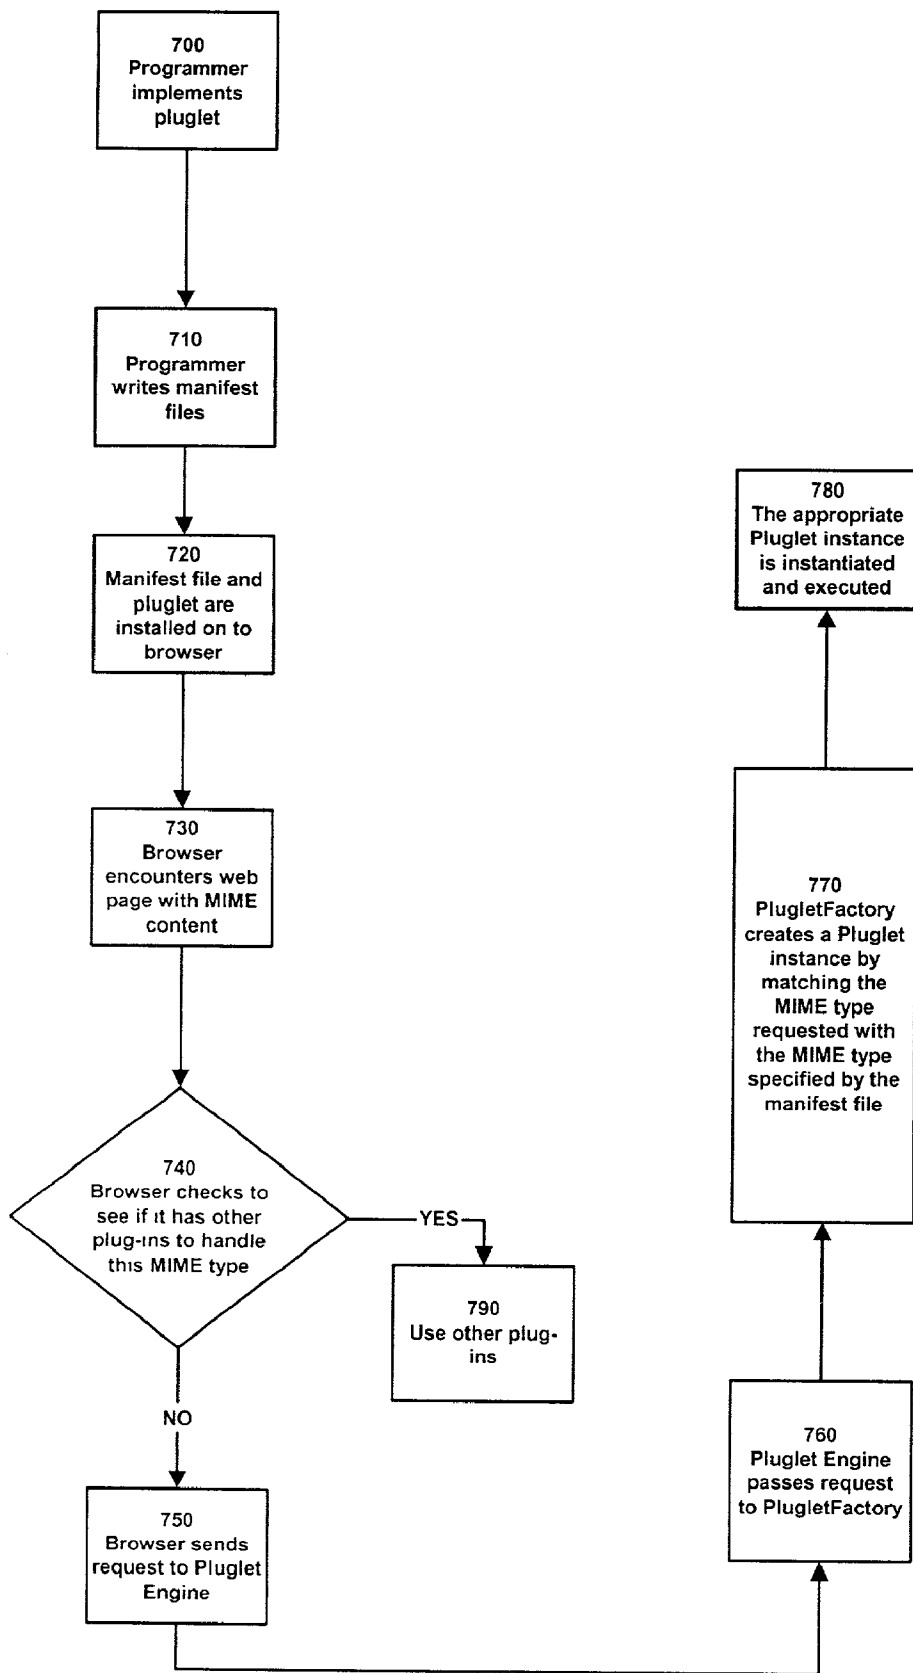 700
Programmer
implements
pluglet
710
Programmer
writes manifest
files
720
Manifest file and
pluglet are
installed on to
browser
730
Browser
encounters web
page with MIME
content
740
Browser checks to
see if it has other
plug-ins to handle
this MIME type
YES
790
Use other plug-
ins
NO
750
Browser sends
request to Pluglet
Engine
760
Pluglet Engine
passes request
to PlugletFactory
770
PlugletFactory
creates a Pluglet
instance by
matching the
MIME type
requested with
the MIME type
specified by the
manifest file
780
The appropriate
Pluglet instance
is instantiated
and executed